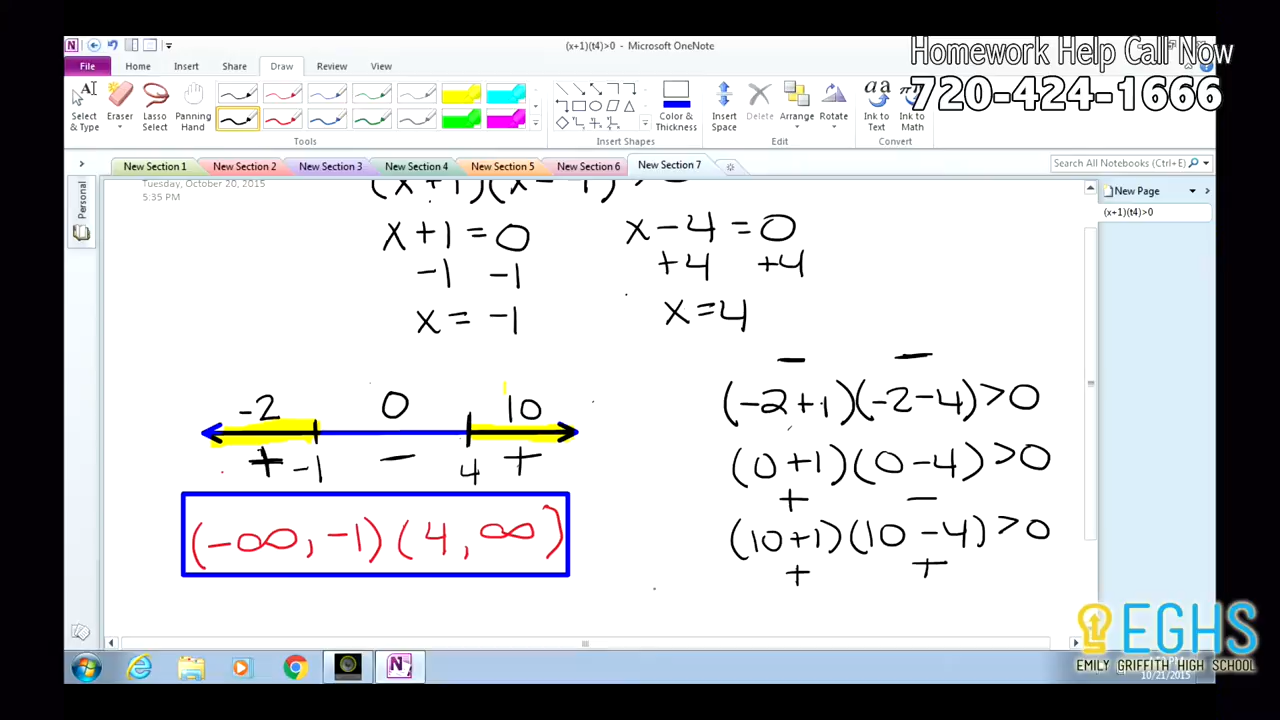 (x+1)(t4)>0 - Microsoft OneNote
Homework Help Call Now
720-424-1666
File Home Insert Share Draw Review View
Select & Type
Eraser
Lasso Select
Panning Hand
Color & Thickness
Insert Space
Delete
Arrange
Rotate
Ink to Text
Ink to Math
Tools Insert Shapes Edit Convert
New Section 1 New Section 2 New Section 3 New Section 4 New Section 5 New Section 6 New Section 7
Search All Notebooks (Ctrl+E)
Personal
New Page
(x+1)(t4)>0
Tuesday, October 20, 2015
5:35 PM
(x+1)(x-4)>0
x+1=0
-1 -1
x=-1
x-4=0
+4 +4
x=4
-2 0 10
+ -1 - 4 +
(-∞,-1)(4,∞)
- -
(-2+1)(-2-4)>0
(0+1)(0-4)>0
+ -
(10+1)(10-4)>0
+ +
EGHS
EMILY GRIFFITH HIGH SCHOOL
10/21/2015